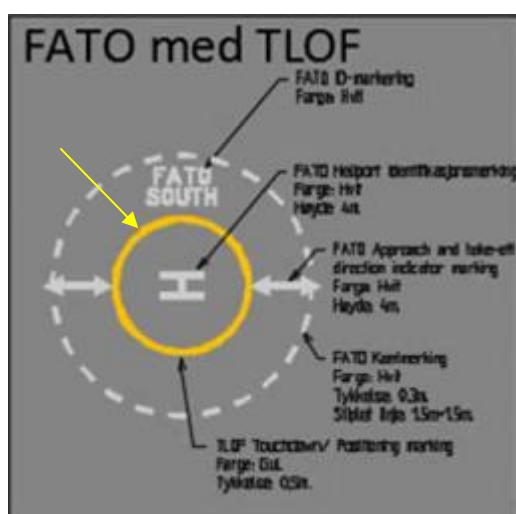 FATO med TLOF
FATO ID-markering
Farge: Hvit
FATO
SOUTH
FATO Heliport identifikasjonsmerking
Farge: Hvit
Høyde 4m
FATO Approach and take-off
direction indicator marking
Farge: Hvit
Høyde: 4m.
FATO Kantmerking
Farge: Hvit
Tykkelse: 0.3m
Stiplet linje 1.5m-1.5m
TLOF Touchdown/ Positioning marking
Farge: Gul
Tykkelse: 0,5m.